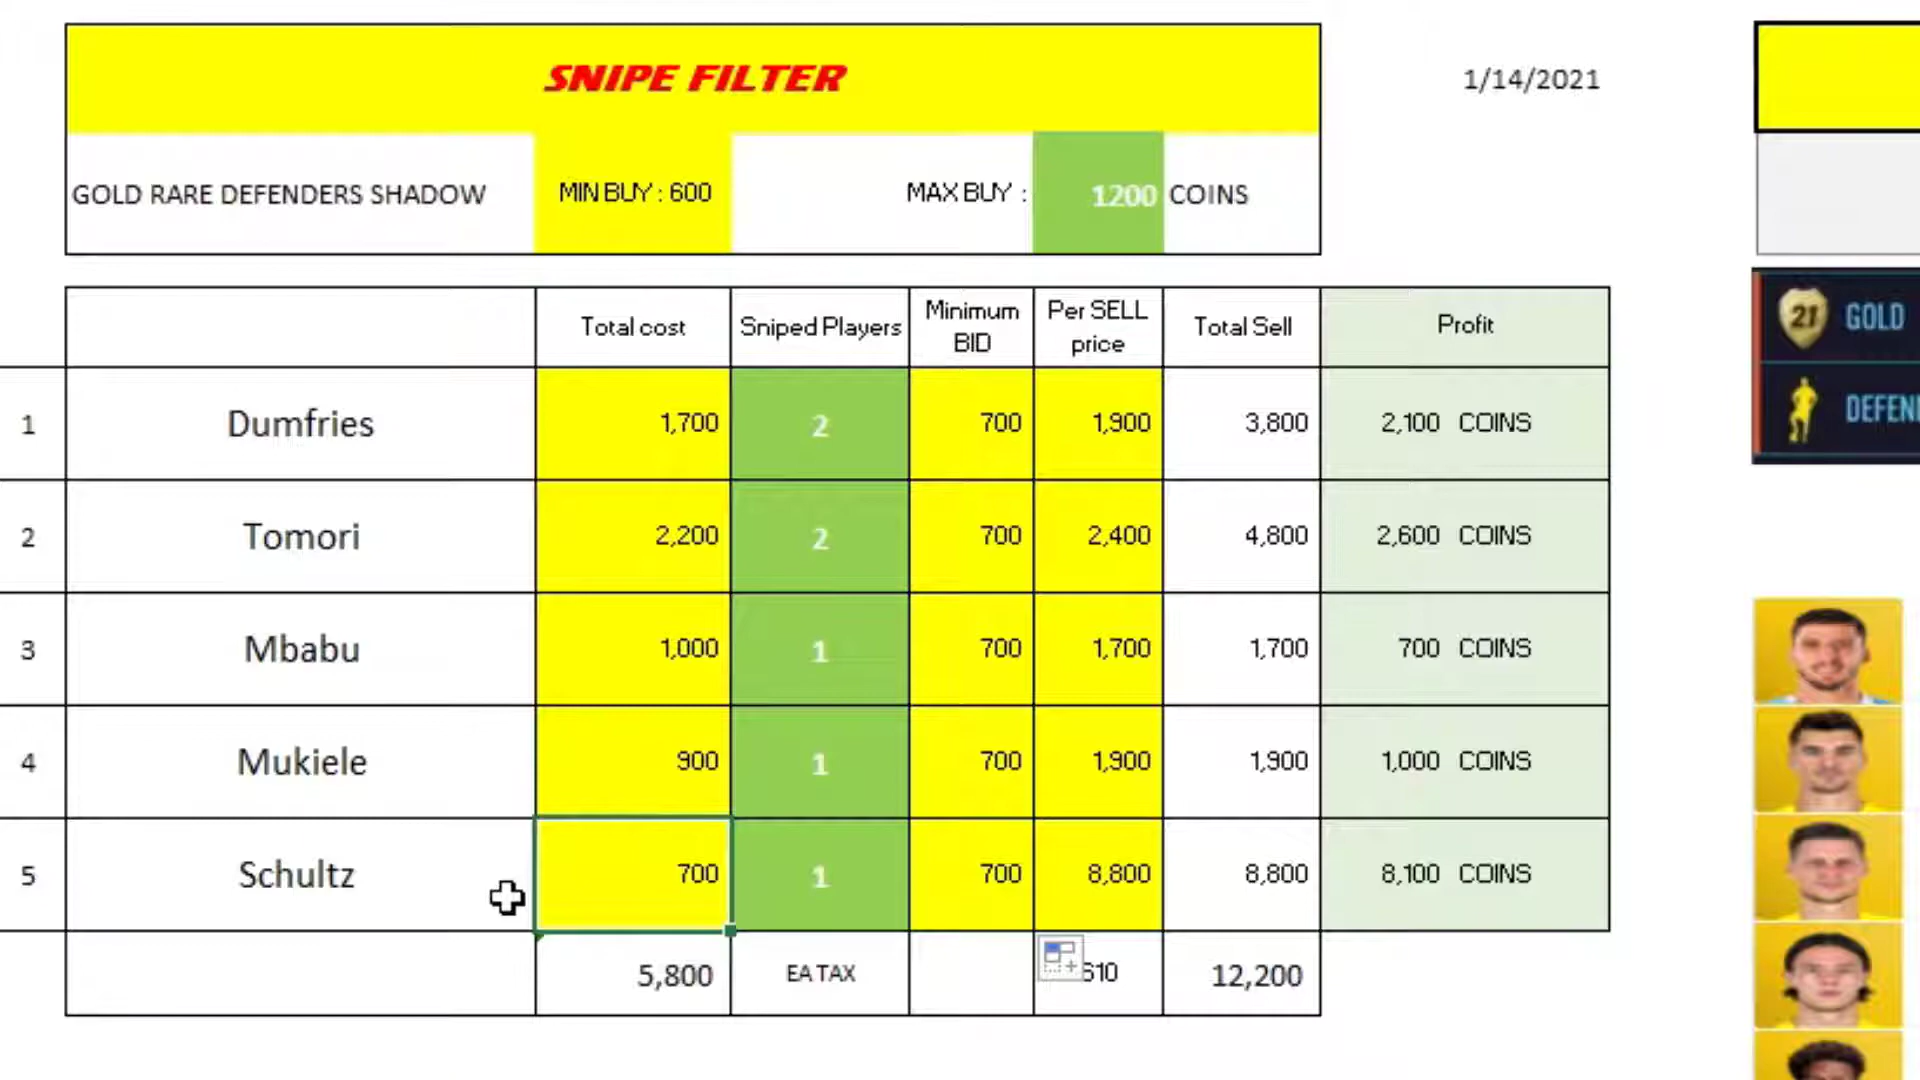 SNIPE FILTER
1/14/2021
GOLD RARE DEFENDERS SHADOW MIN BUY : 600 MAX BUY : 1200 COINS
Total cost Sniped Players Minimum BID Per SELL price Total Sell Profit
1 Dumfries 1,700 2 700 1,900 3,800 2,100 COINS
2 Tomori 2,200 2 700 2,400 4,800 2,600 COINS
3 Mbabu 1,000 1 700 1,700 1,700 700 COINS
4 Mukiele 900 1 700 1,900 1,900 1,000 COINS
5 Schultz 700 1 700 8,800 8,800 8,100 COINS
5,800 EA TAX 610 12,200
21 GOLD
DEFEN